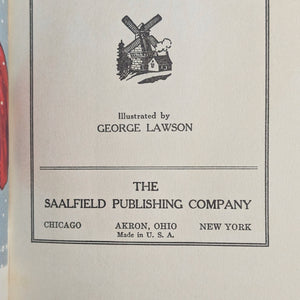 Illustrated by
GEORGE LAWSON
THE
SAALFIELD PUBLISHING COMPANY
CHICAGO AKRON, OHIO NEW YORK
Made in U. S. A.